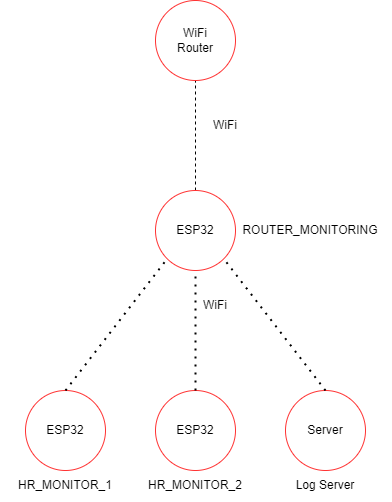 WiFi
Router
WiFi
ESP32
ROUTER_MONITORING
WiFi
ESP32
ESP32
Server
HR_MONITOR_1
HR_MONITOR_2
Log Server